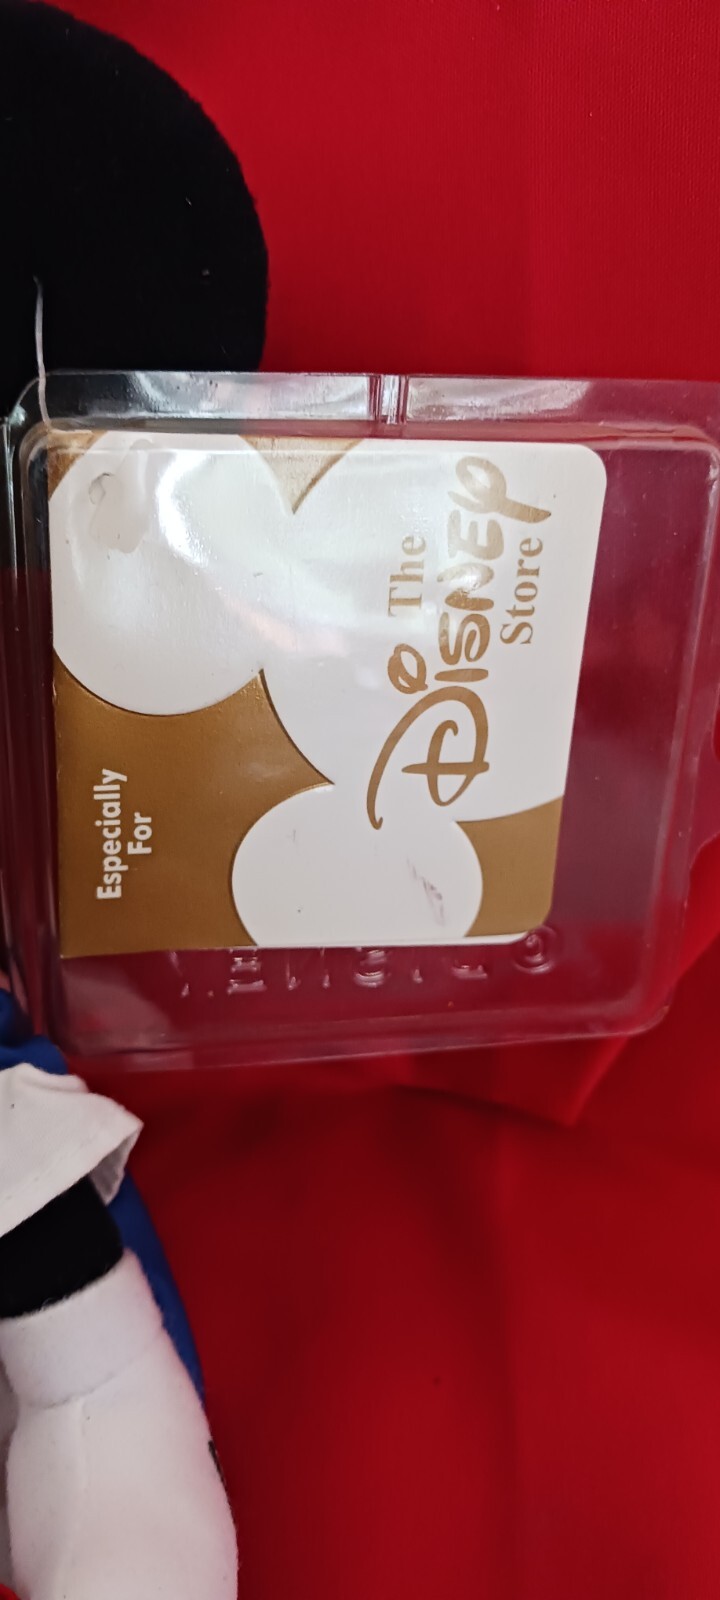 The
Disney
Store
Especially
For